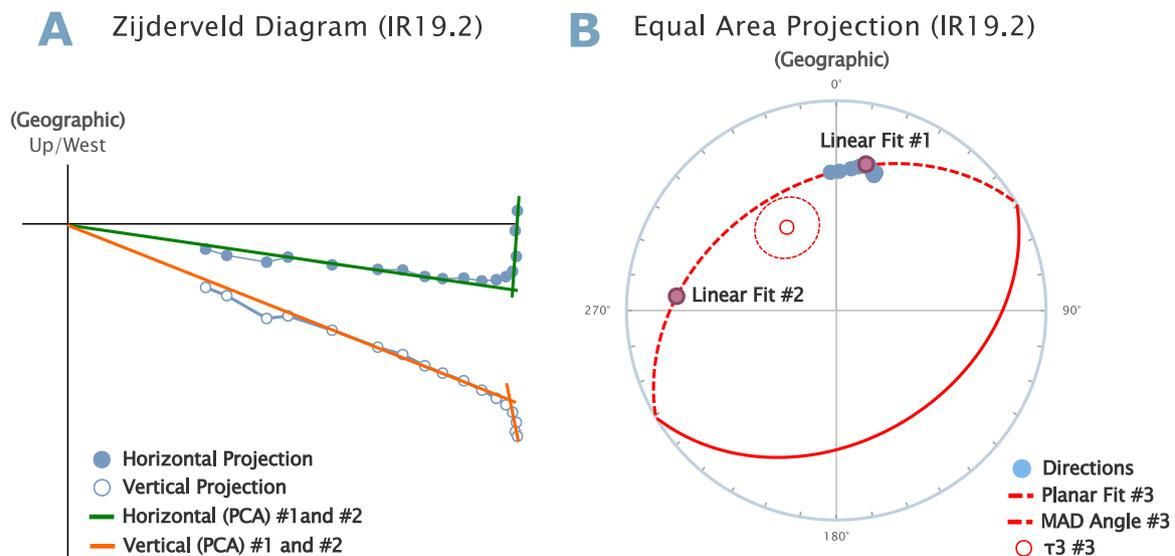 A Zijderveld Diagram (IR19.2)
(Geographic)
Up/West
Horizontal Projection
Vertical Projection
Horizontal (PCA) #1and #2
Vertical (PCA) #1 and #2
B Equal Area Projection (IR19.2)
(Geographic)
0°
Linear Fit #1
Linear Fit #2
270°
90°
180°
Directions
Planar Fit #3
MAD Angle #3
τ3 #3